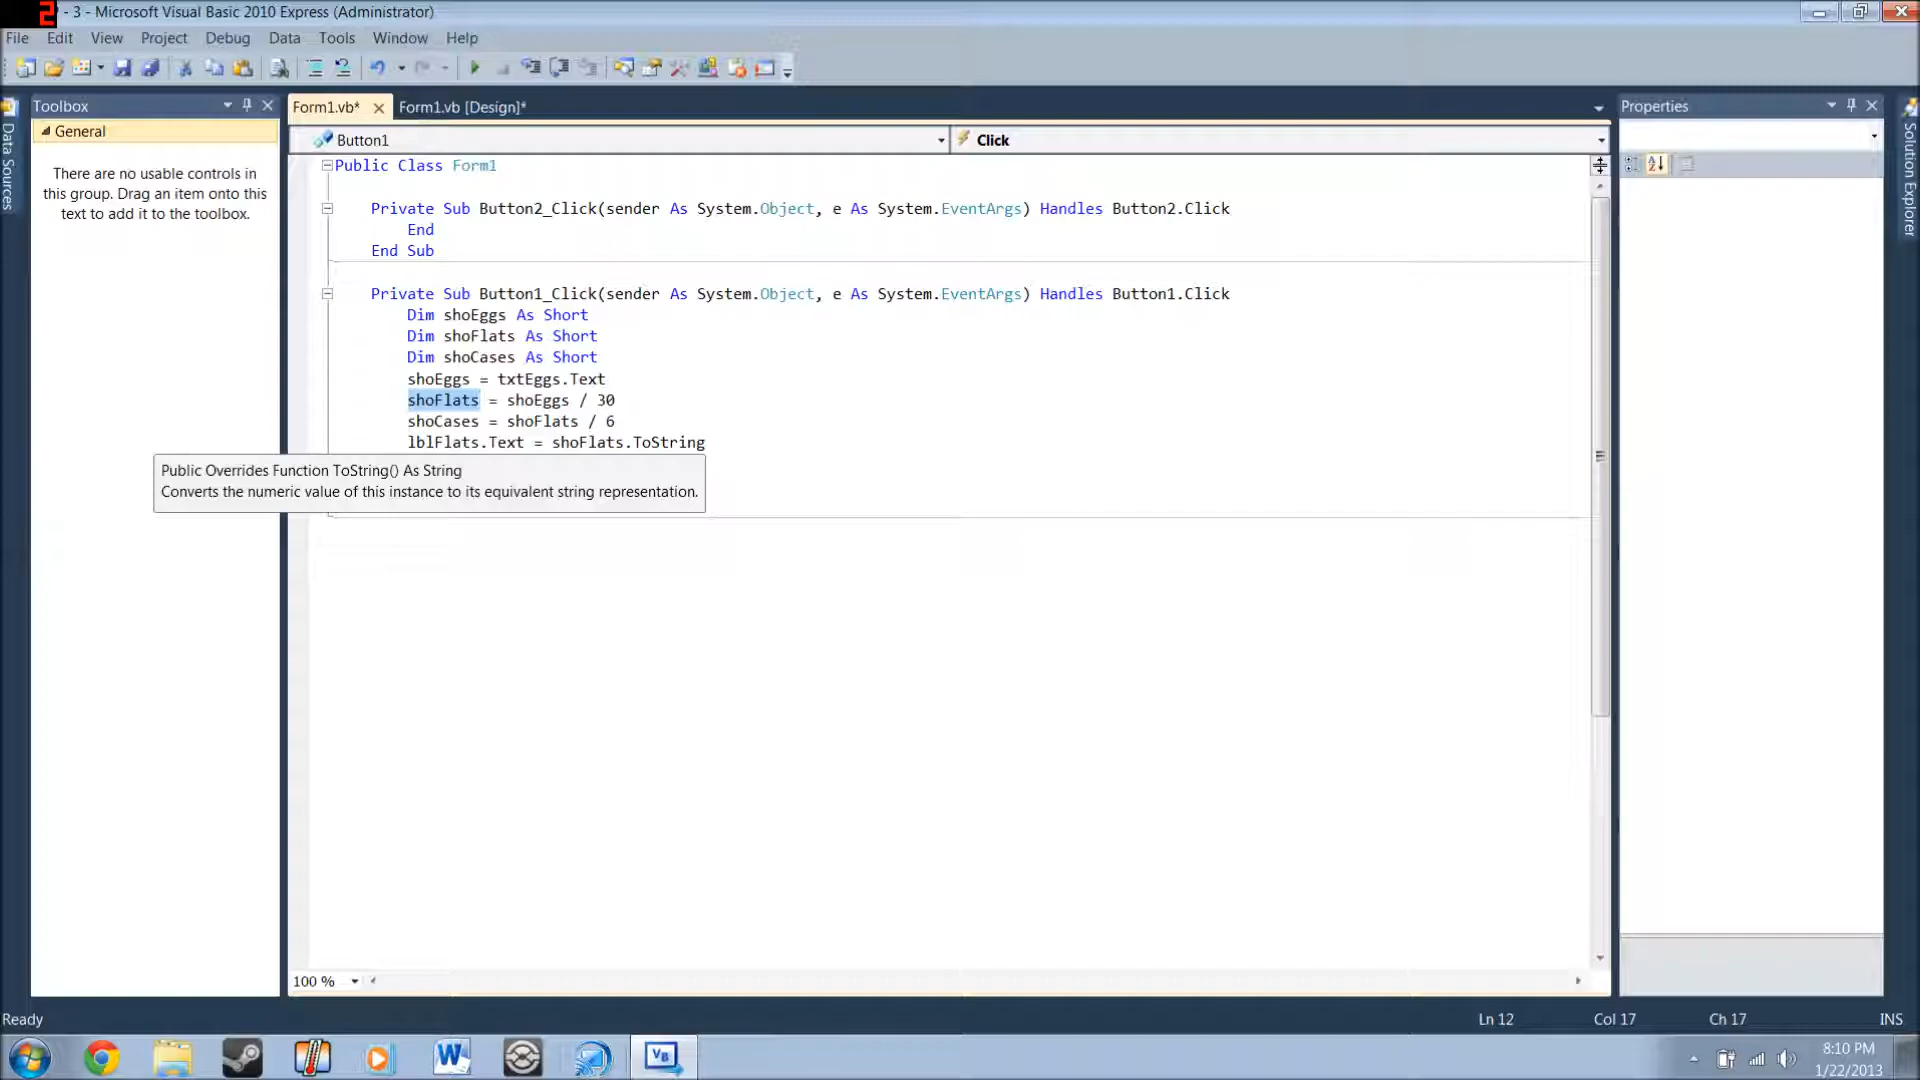 2 - 3 - Microsoft Visual Basic 2010 Express (Administrator)
File Edit View Project Debug Data Tools Window Help
Toolbox
General
There are no usable controls in
this group. Drag an item onto this
text to add it to the toolbox.
Data Sources
Form1.vb*
Form1.vb [Design]*
Button1
Click
Public Class Form1
Private Sub Button2_Click(sender As System.Object, e As System.EventArgs) Handles Button2.Click
End
End Sub
Private Sub Button1_Click(sender As System.Object, e As System.EventArgs) Handles Button1.Click
Dim shoEggs As Short
Dim shoFlats As Short
Dim shoCases As Short
shoEggs = txtEggs.Text
shoFlats = shoEggs / 30
shoCases = shoFlats / 6
lblFlats.Text = shoFlats.ToString
Public Overrides Function ToString() As String
Converts the numeric value of this instance to its equivalent string representation.
100 %
Properties
Solution Explorer
Ready
Ln 12
Col 17
Ch 17
INS
8:10 PM
1/22/2013